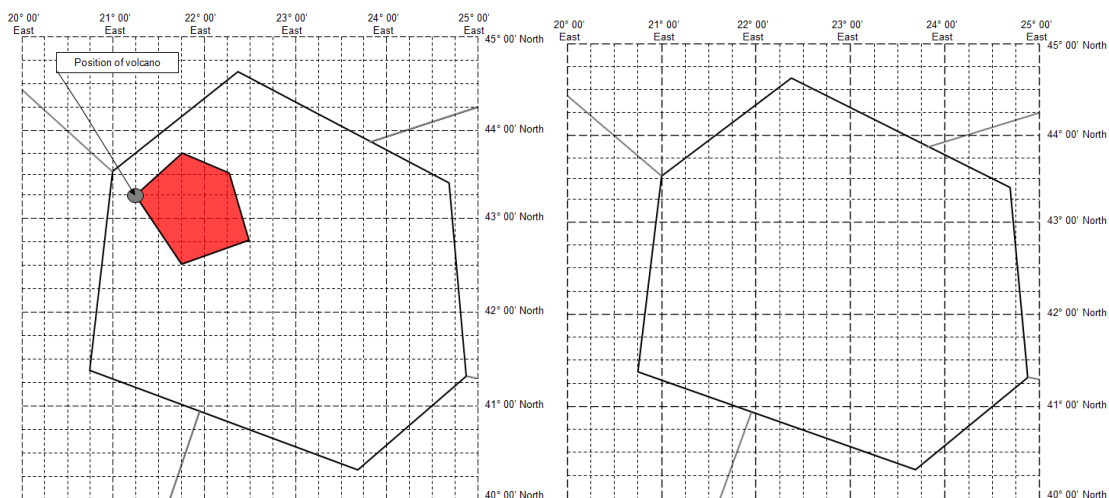 20° 00' 21° 00' 22° 00' 23° 00' 24° 00' 25° 00'
East East East East East East
45° 00' North
Position of volcano
44° 00' North
43° 00' North
42° 00' North
41° 00' North
40° 00' North
20° 00' 21° 00' 22° 00' 23° 00' 24° 00' 25° 00'
East East East East East East
45° 00' North
44° 00' North
43° 00' North
42° 00' North
41° 00' North
40° 00' North